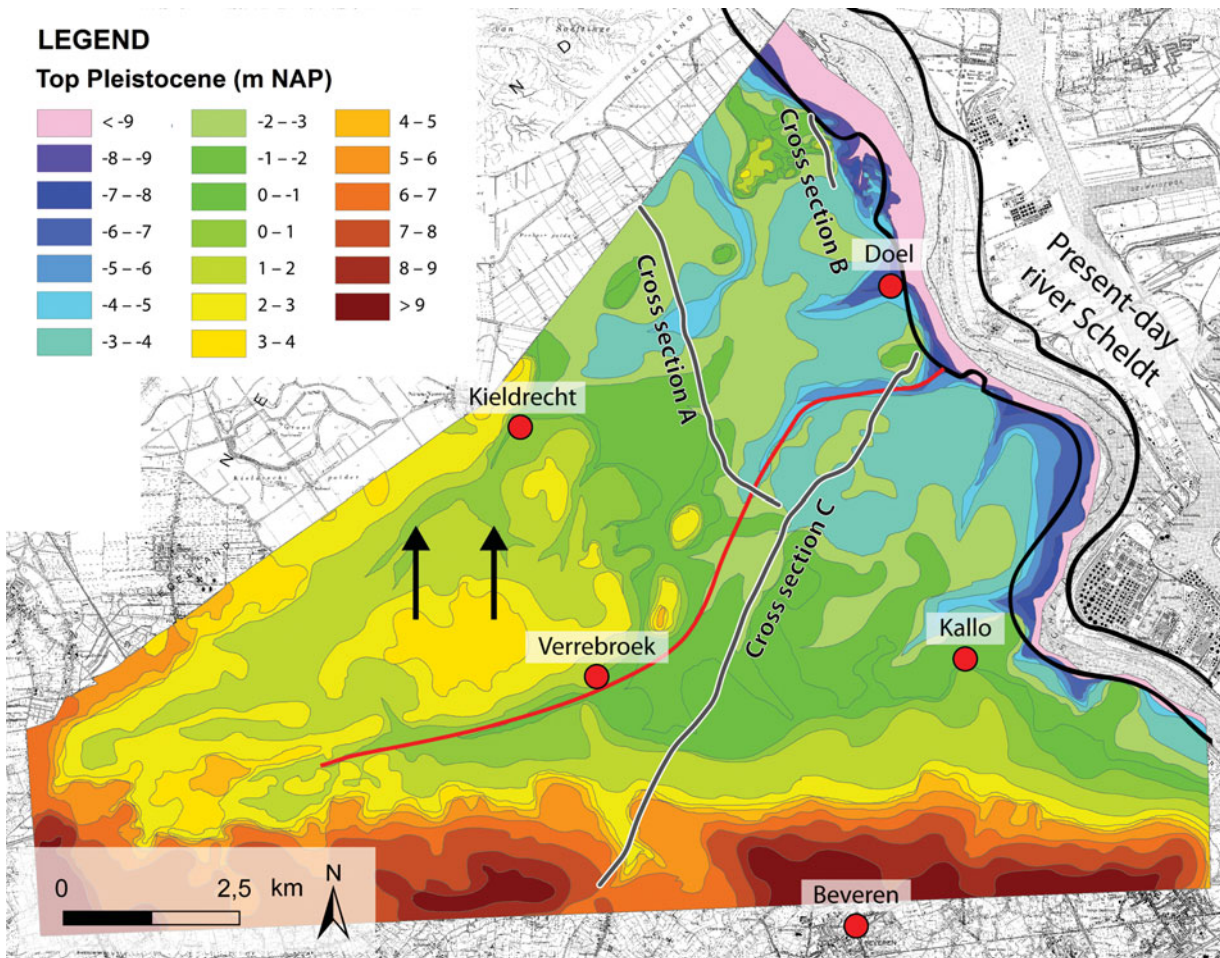 LEGEND
Top Pleistocene (m NAP)
< -9
-8 – -9
-7 – -8
-6 – -7
-5 – -6
-4 – -5
-3 – -4
-2 – -3
-1 – -2
0 – -1
0 – 1
1 – 2
2 – 3
3 – 4
4 – 5
5 – 6
6 – 7
7 – 8
8 – 9
> 9
NEDERLAND
Cross section B
Doel
Present-day
river Scheldt
Cross section A
Kieldrecht
Cross section C
Verrebroek
Kallo
0 2,5 km
N
Beveren
BEVEREN